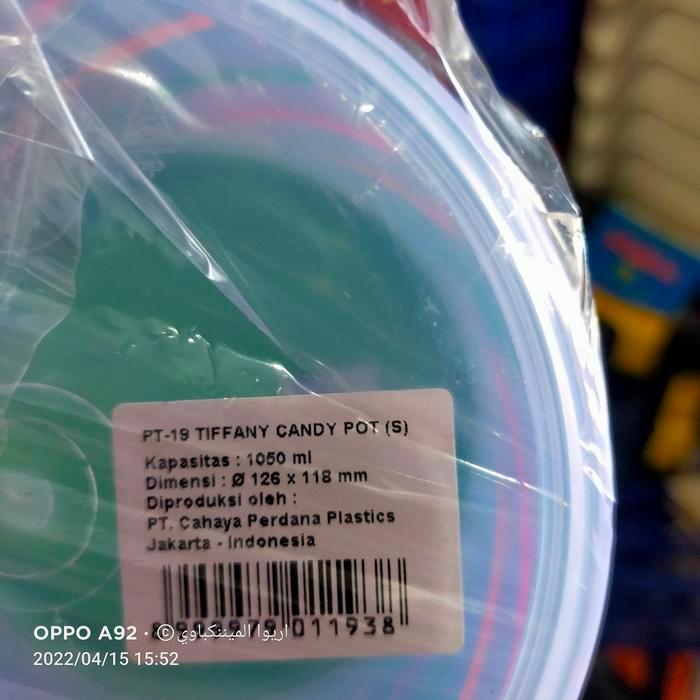 PT-19 TIFFANY CANDY POT (S)
Kapasitas : 1050 ml
Dimensi : Ø 126 x 118 mm
Diproduksi oleh :
PT. Cahaya Perdana Plastics
Jakarta - Indonesia
011938
OPPO A92 · © اريوا الميننكباوي
2022/04/15 15:52